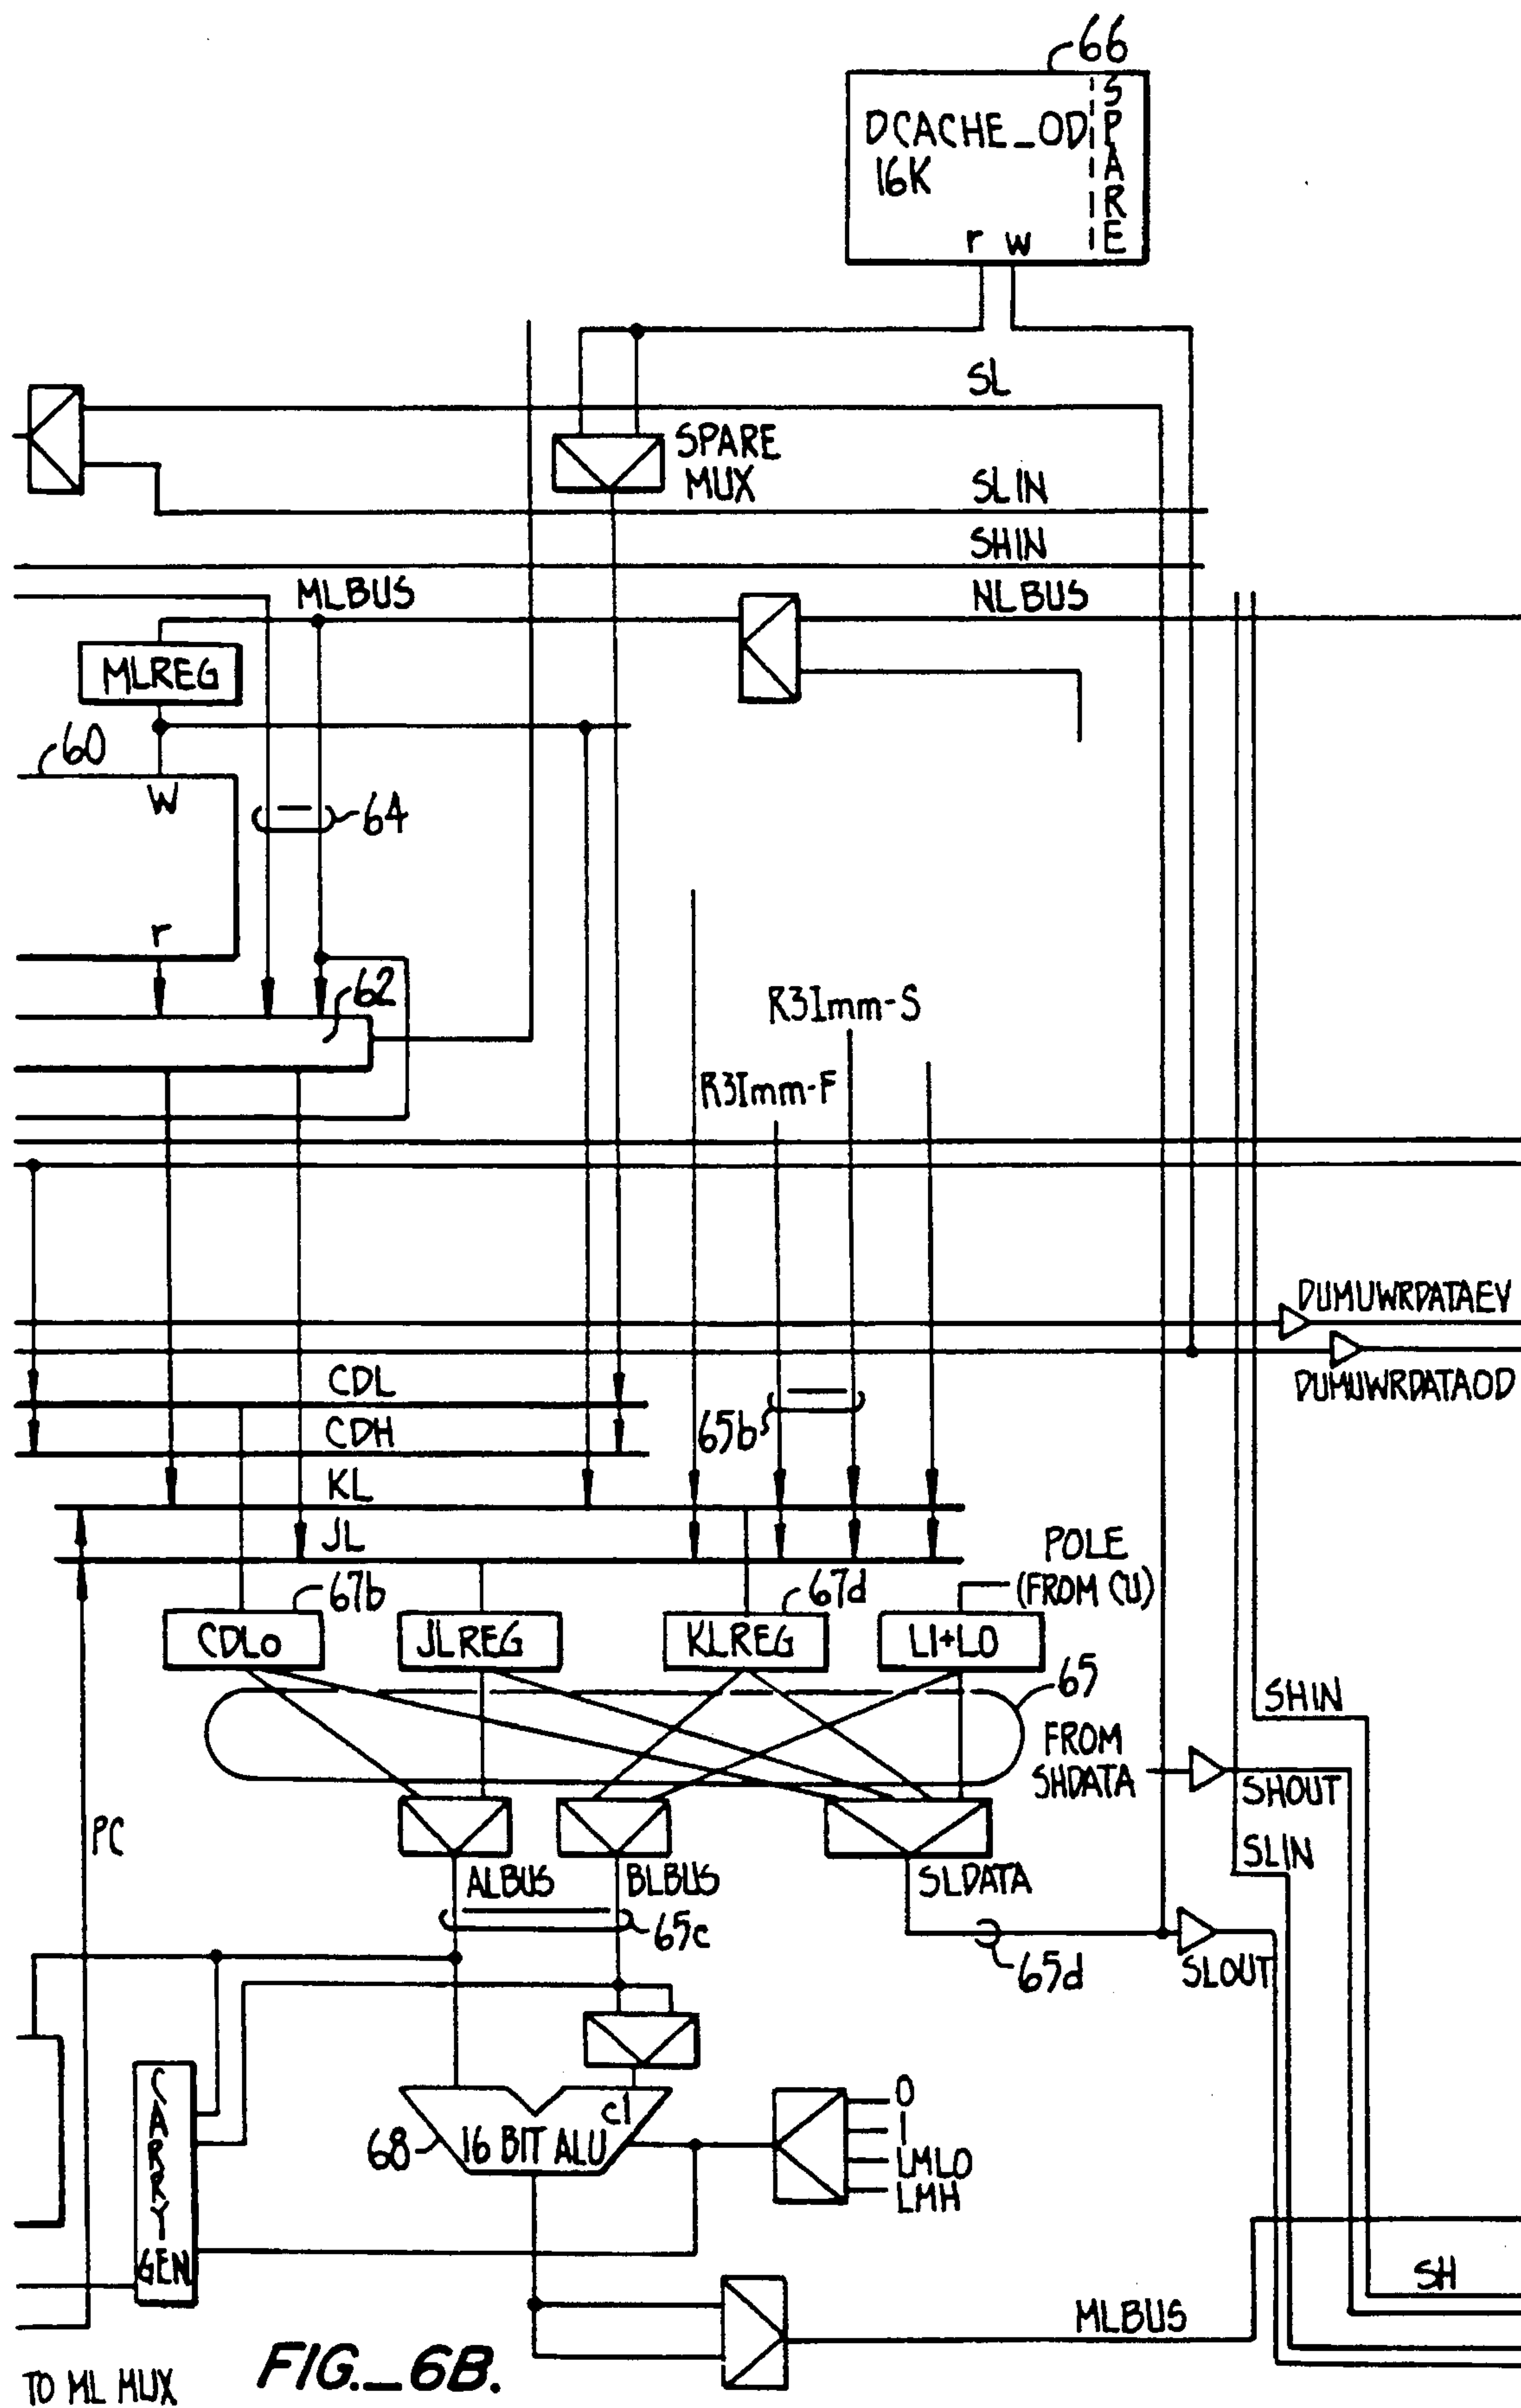 66
DCACHE_OD
16K
SPARE
r w
SL
SPARE
MUX
SLIN
SHIN
MLBUS
NLBUS
MLREG
60
W
64
r
62
R3Imm-S
R3Imm-F
DUMUWRDATAEV
DUMUWRDATAOD
CDL
CDH
65b
KL
JL
POLE
(FROM CU)
67b
67d
CDLO
JLREG
KLREG
LI+LO
65
SHIN
FROM
SHDATA
SHOUT
PC
SLIN
ALBUS
BLBUS
SLDATA
65c
65d
SLOUT
CARRY-GEN
c1
68
16 BIT ALU
0
1
LMLO
LMH
SH
MLBUS
TO ML MUX
FIG._6B.